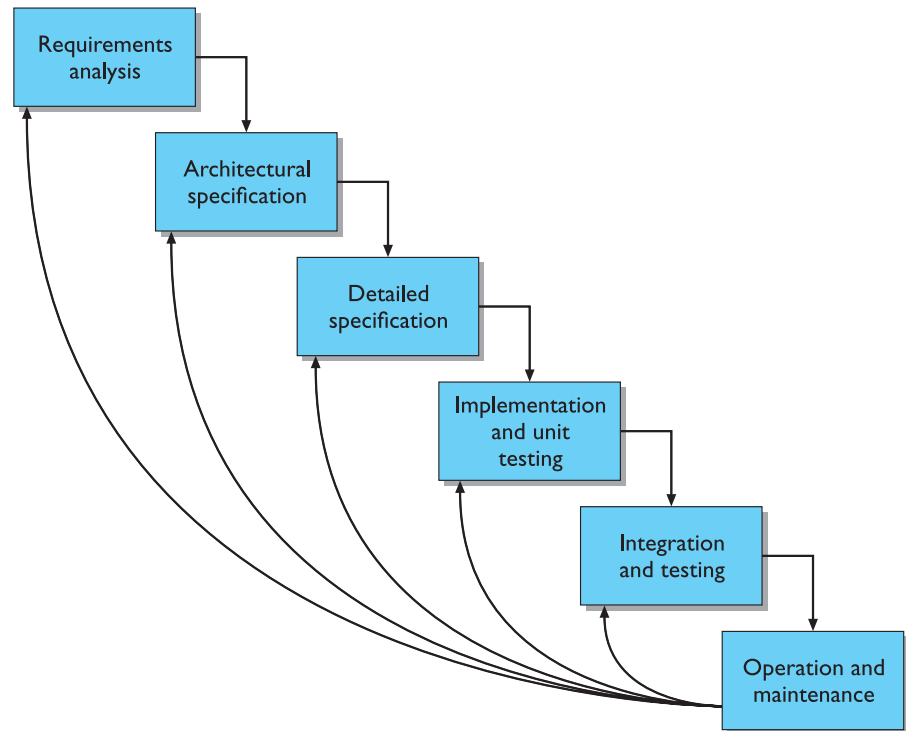 Requirements
analysis
Architectural
specification
Detailed
specification
Implementation
and unit
testing
Integration
and testing
Operation and
maintenance